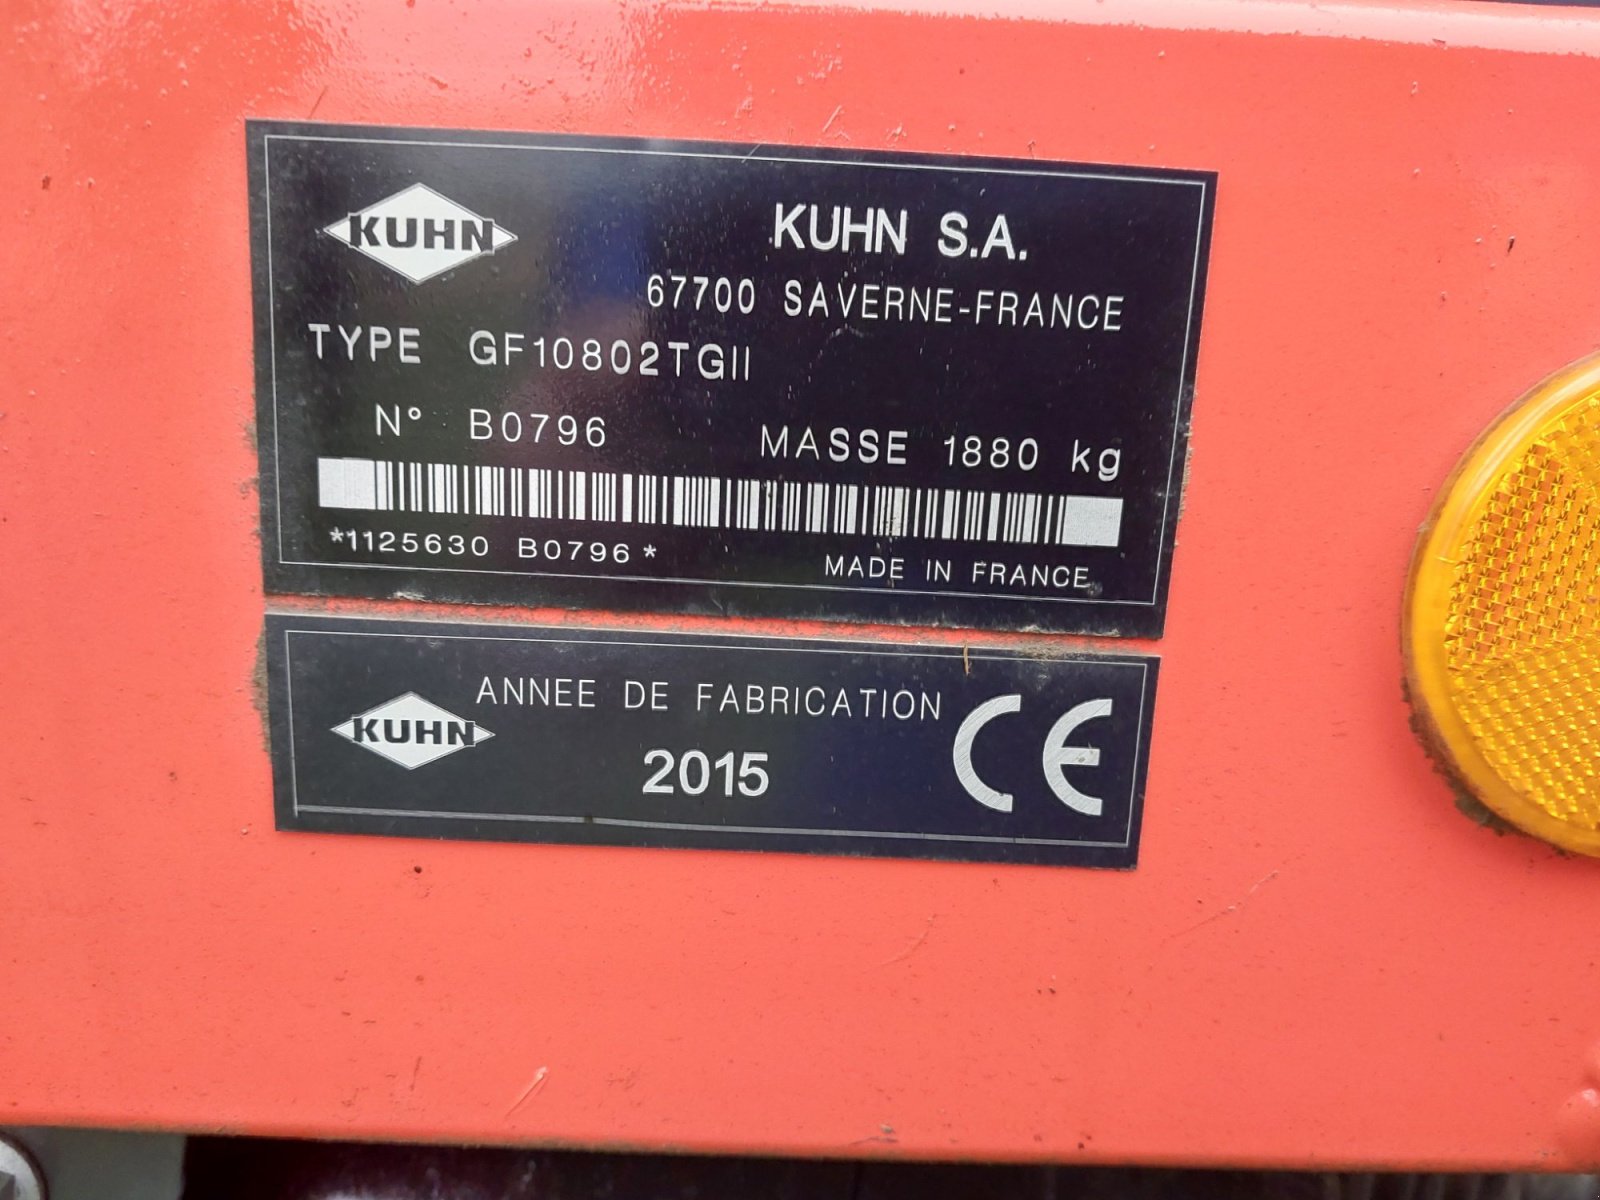 KUHN
KUHN S.A.
67700 SAVERNE-FRANCE
TYPE GF10802TGII
N° B0796 MASSE 1880 kg
*1125630 B0796*
MADE IN FRANCE
KUHN
ANNEE DE FABRICATION
2015
CE